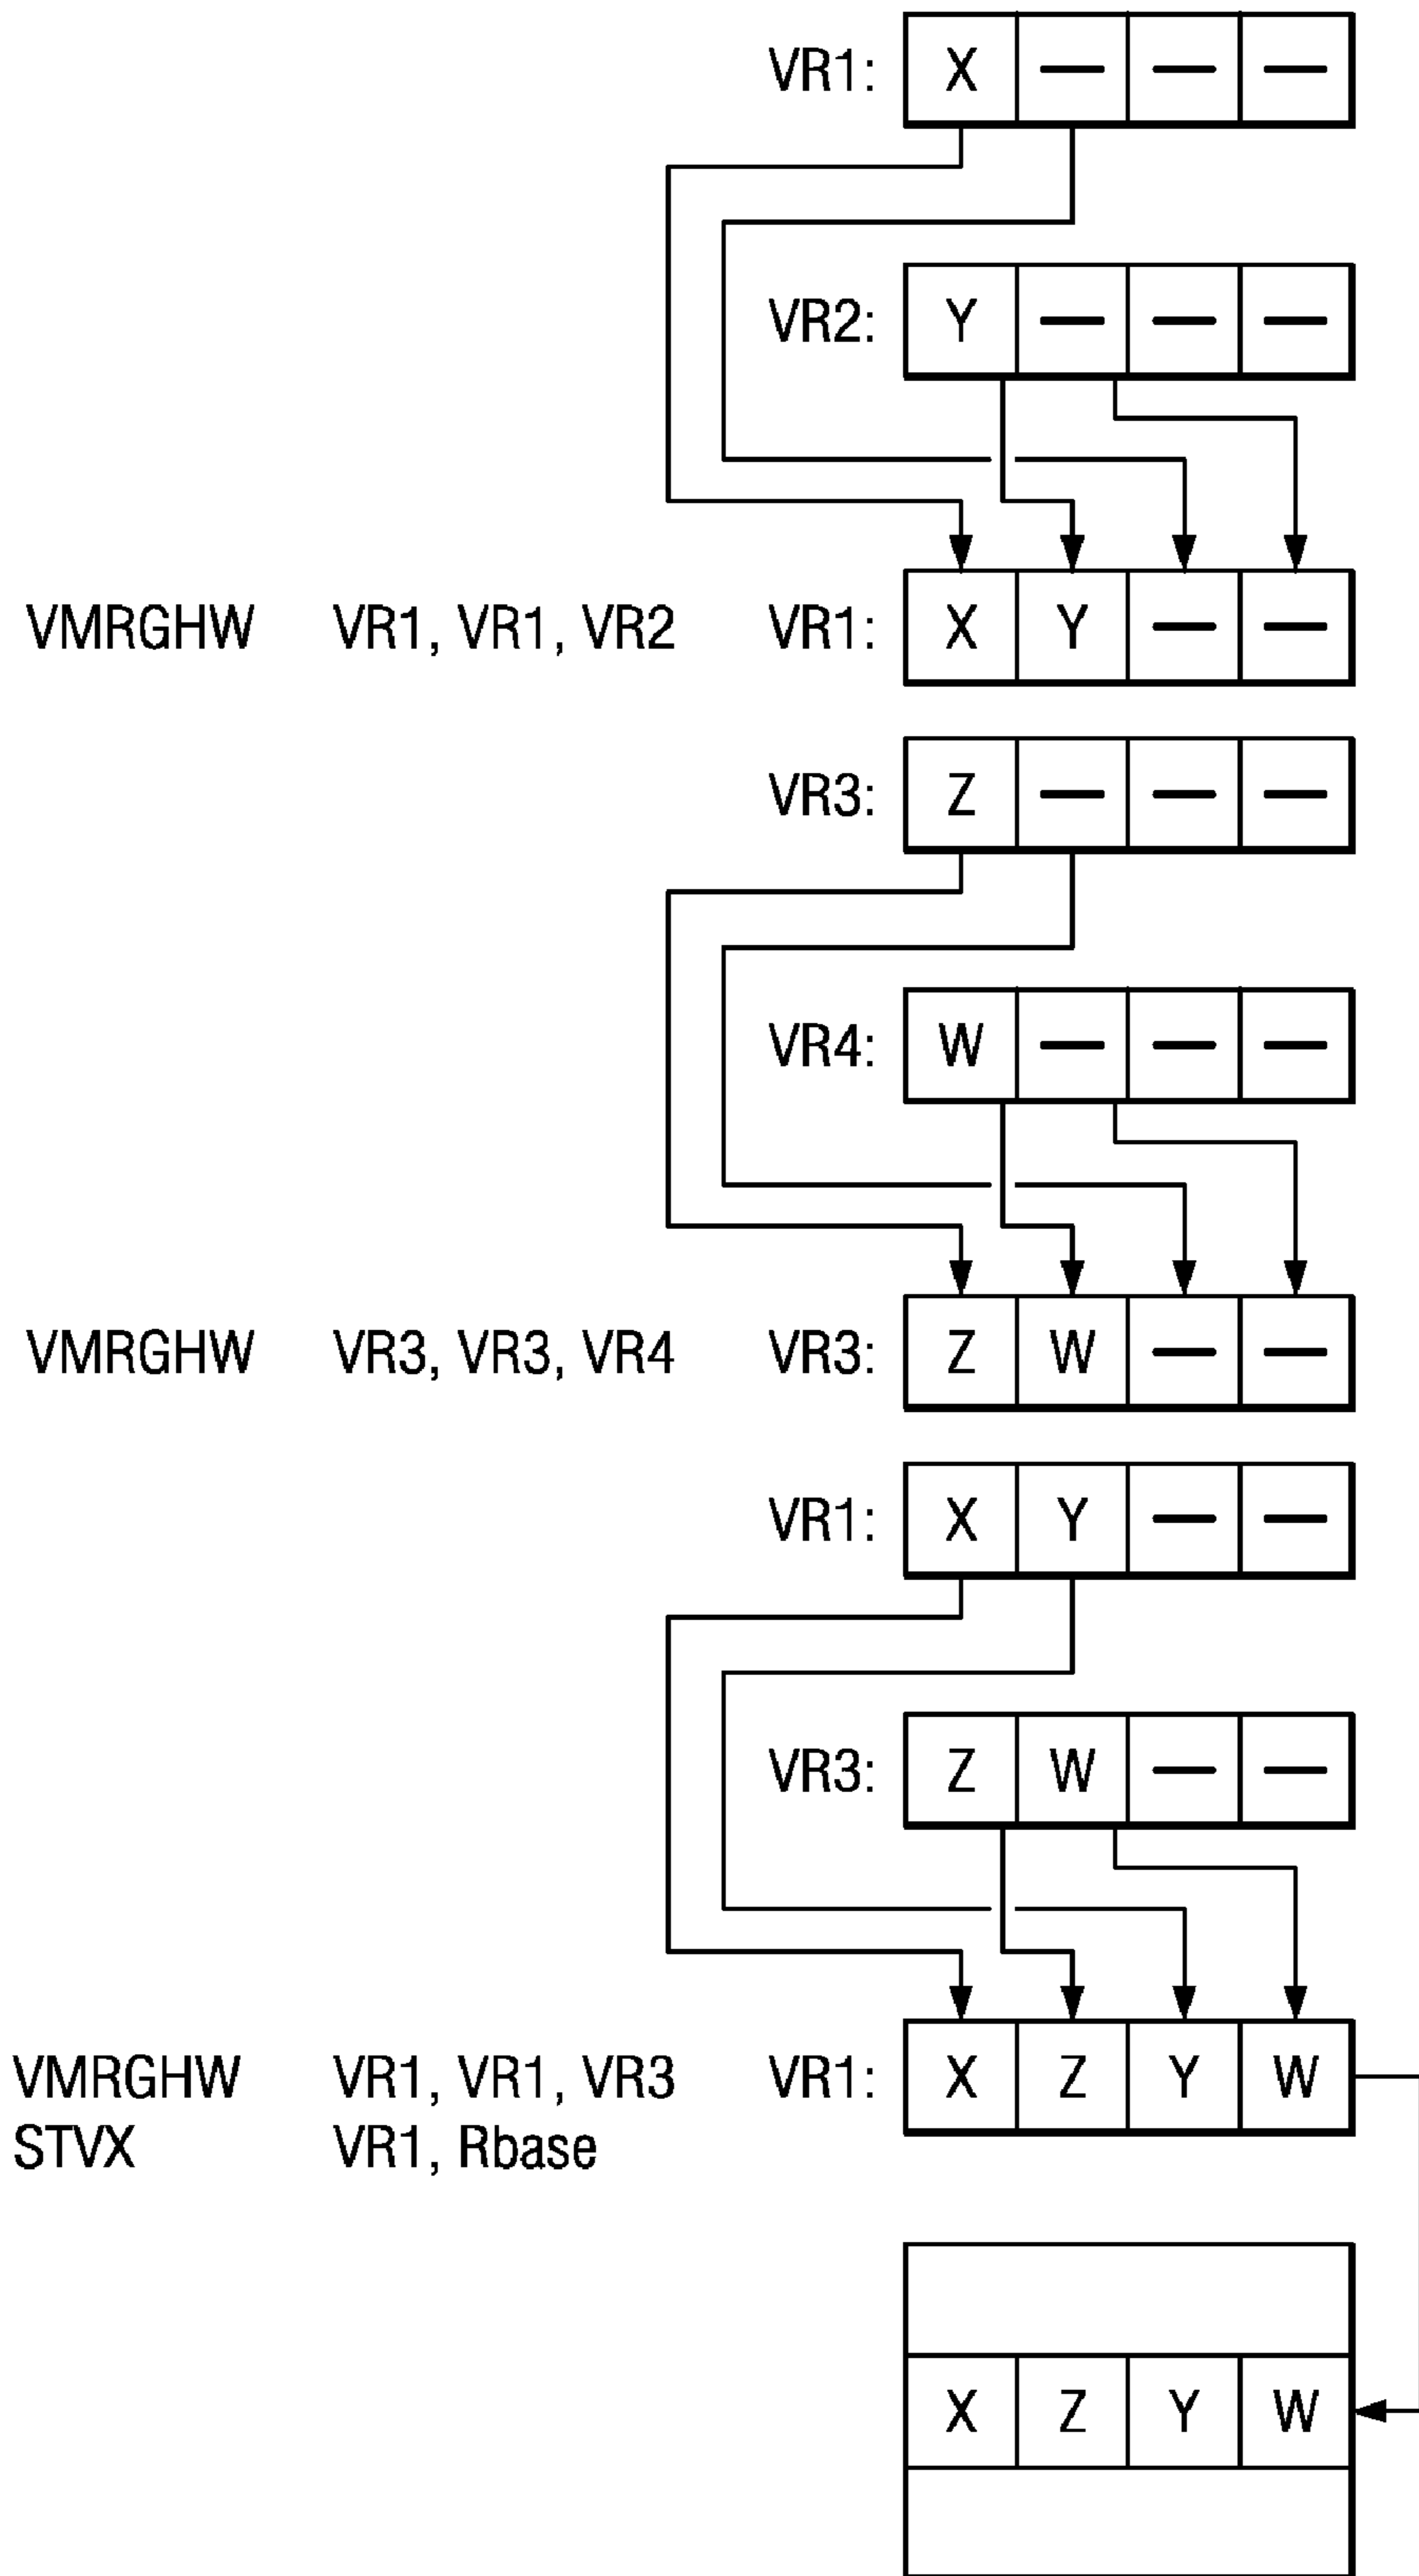 VR1: X — — —
VR2: Y — — —
VMRGHW VR1, VR1, VR2 VR1: X Y — —
VR3: Z — — —
VR4: W — — —
VMRGHW VR3, VR3, VR4 VR3: Z W — —
VR1: X Y — —
VR3: Z W — —
VMRGHW VR1, VR1, VR3 VR1: X Z Y W
STVX VR1, Rbase
X Z Y W